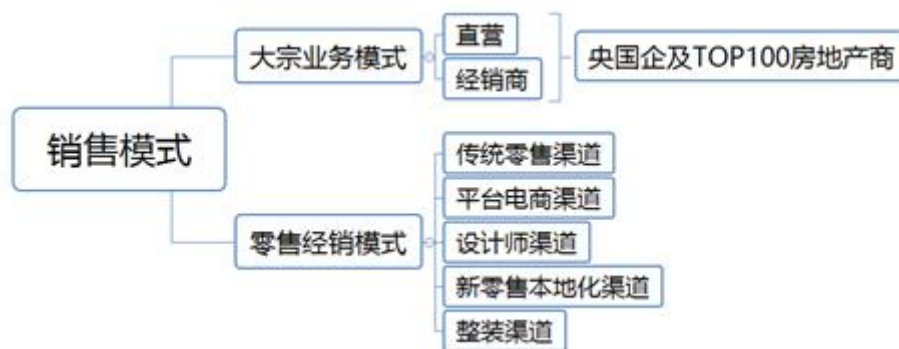 销售模式
大宗业务模式
直营
经销商
央国企及TOP100房地产商
零售经销模式
传统零售渠道
平台电商渠道
设计师渠道
新零售本地化渠道
整装渠道